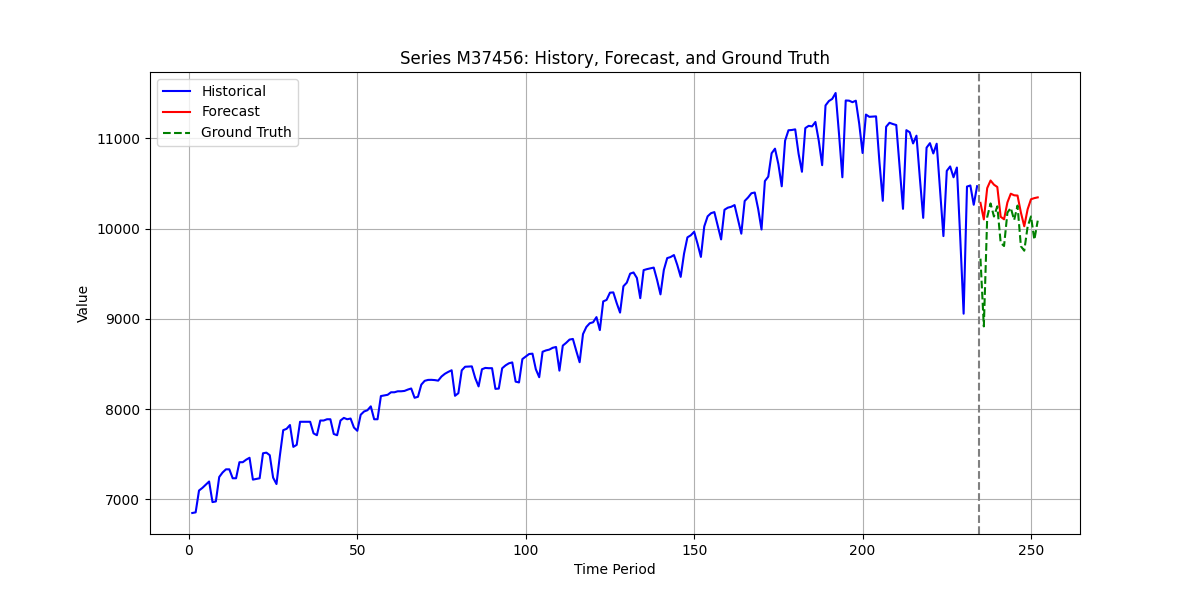 Series M37456: History, Forecast, and Ground Truth
Historical
Forecast
Ground Truth
11000
10000
9000
8000
7000
Value
0 50 100 150 200 250
Time Period